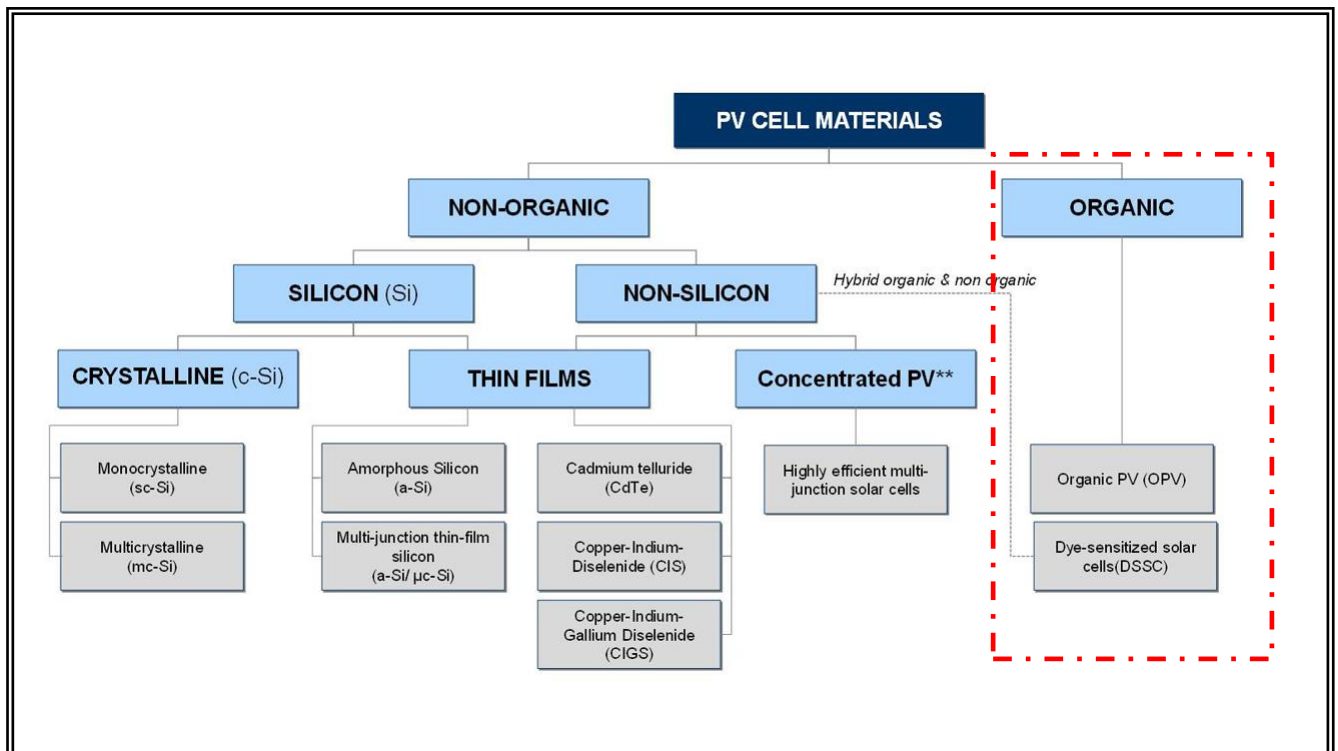 PV CELL MATERIALS
NON-ORGANIC
ORGANIC
SILICON (Si)
NON-SILICON
Hybrid organic & non organic
CRYSTALLINE (c-Si)
THIN FILMS
Concentrated PV**
Monocrystalline
(sc-Si)
Multicrystalline
(mc-Si)
Amorphous Silicon
(a-Si)
Multi-junction thin-film
silicon
(a-Si/ μc-Si)
Cadmium telluride
(CdTe)
Copper-Indium-
Diselenide (CIS)
Copper-Indium-
Gallium Diselenide
(CIGS)
Highly efficient multi-
junction solar cells
Organic PV (OPV)
Dye-sensitized solar
cells(DSSC)